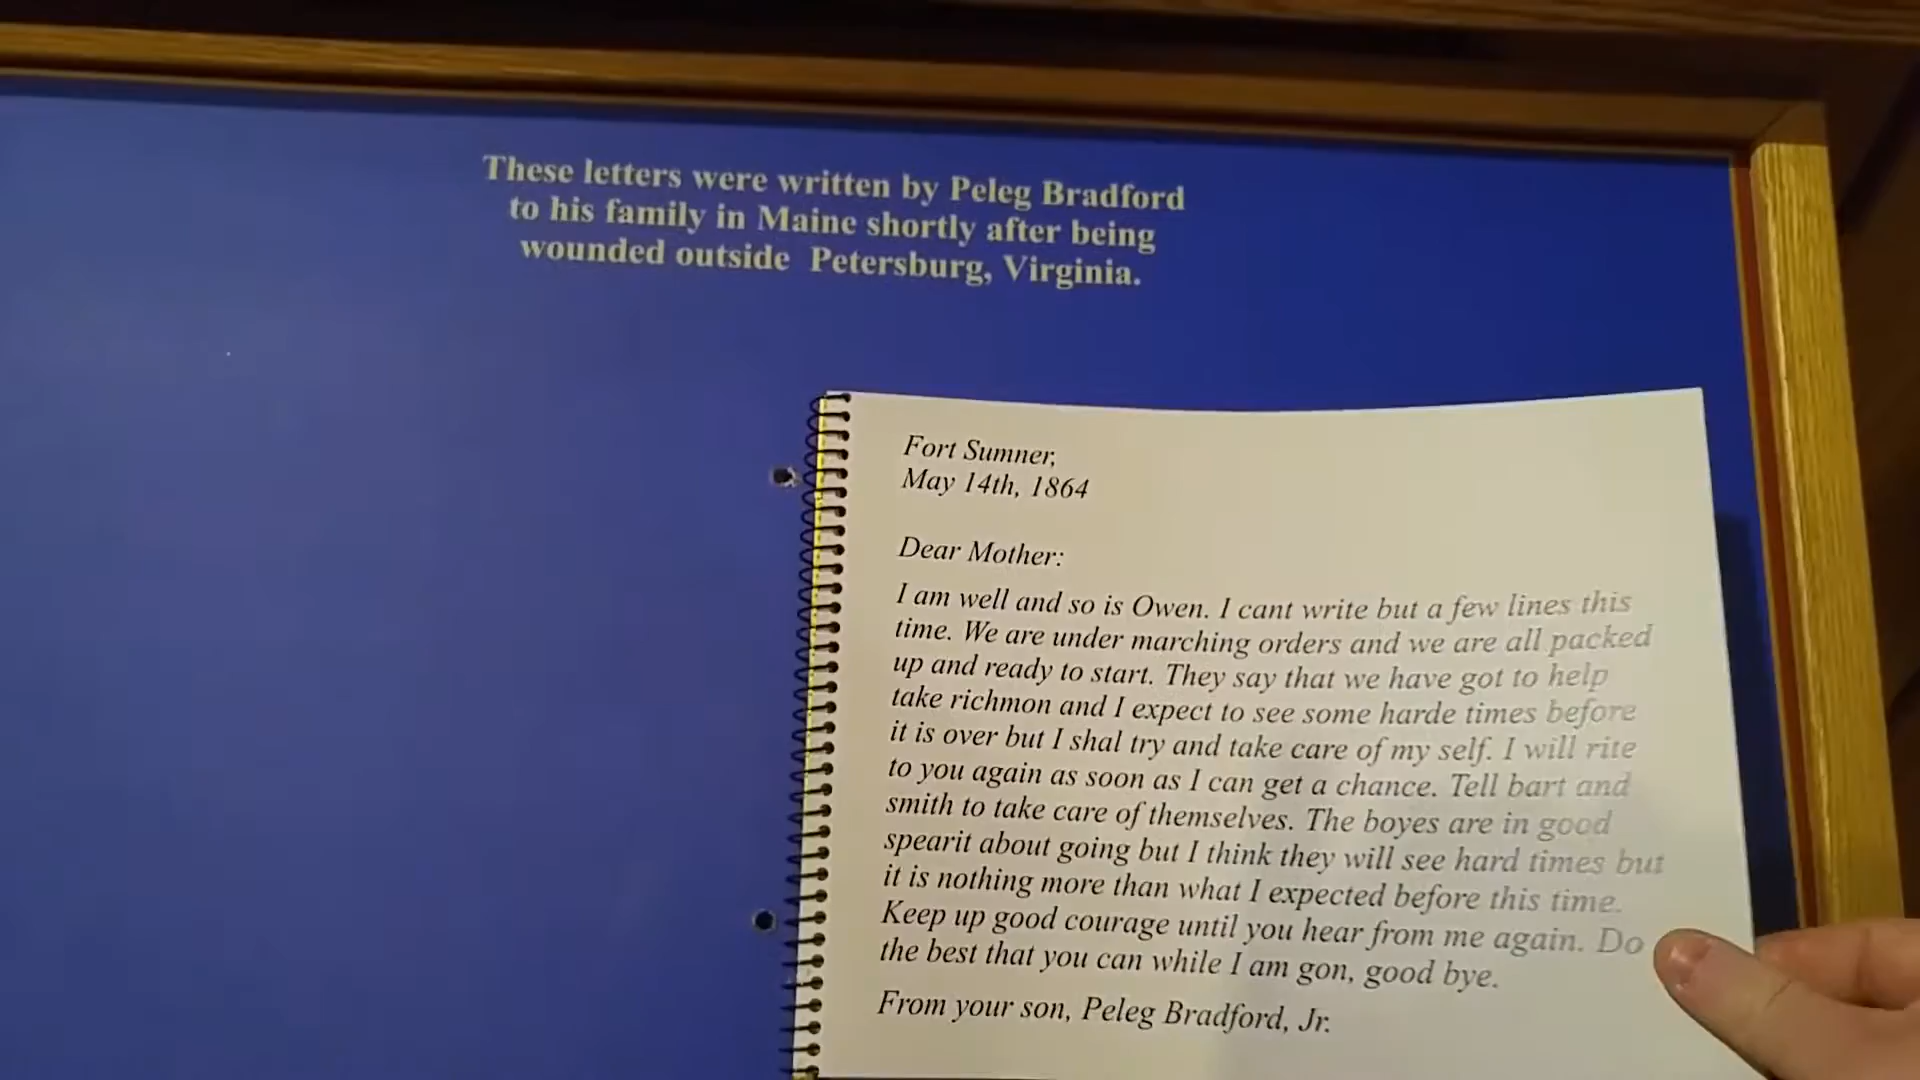 These letters were written by Peleg Bradford
to his family in Maine shortly after being
wounded outside Petersburg, Virginia.
Fort Sumner,
May 14th, 1864
Dear Mother:
I am well and so is Owen. I cant write but a few lines this
time. We are under marching orders and we are all packed
up and ready to start. They say that we have got to help
take richmon and I expect to see some harde times before
it is over but I shal try and take care of my self. I will rite
to you again as soon as I can get a chance. Tell bart and
smith to take care of themselves. The boyes are in good
spearit about going but I think they will see hard times but
it is nothing more than what I expected before this time.
Keep up good courage until you hear from me again. Do
the best that you can while I am gon, good bye.
From your son, Peleg Bradford, Jr.